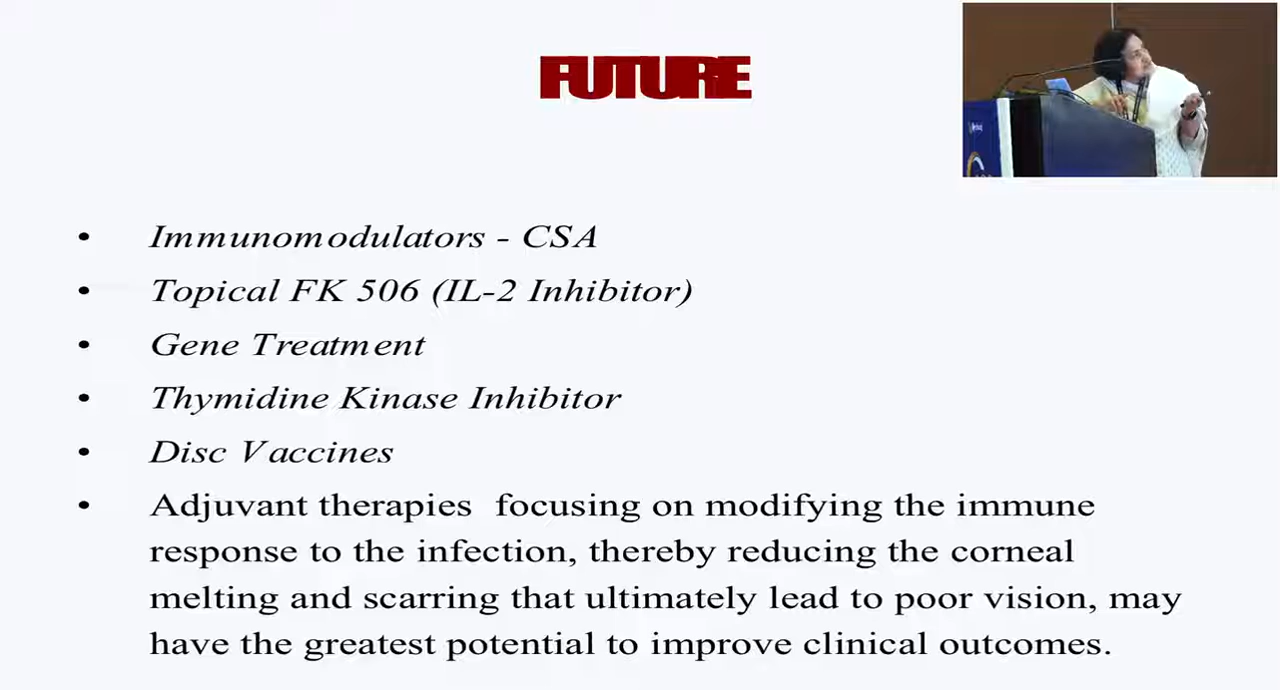 FUTURE
• Immunomodulators - CSA
• Topical FK 506 (IL-2 Inhibitor)
• Gene Treatment
• Thymidine Kinase Inhibitor
• Disc Vaccines
• Adjuvant therapies focusing on modifying the immune
response to the infection, thereby reducing the corneal
melting and scarring that ultimately lead to poor vision, may
have the greatest potential to improve clinical outcomes.